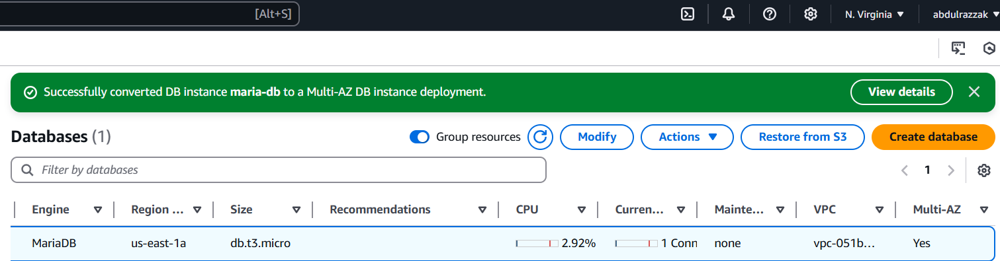 [Alt+S] N. Virginia abdulrazzak
Successfully converted DB instance maria-db to a Multi-AZ DB instance deployment. View details
Databases (1) Group resources Modify Actions Restore from S3 Create database
Filter by databases 1
Engine Region ... Size Recommendations CPU Curren... Mainte... VPC Multi-AZ
MariaDB us-east-1a db.t3.micro 2.92% 1 Conn none vpc-051b... Yes